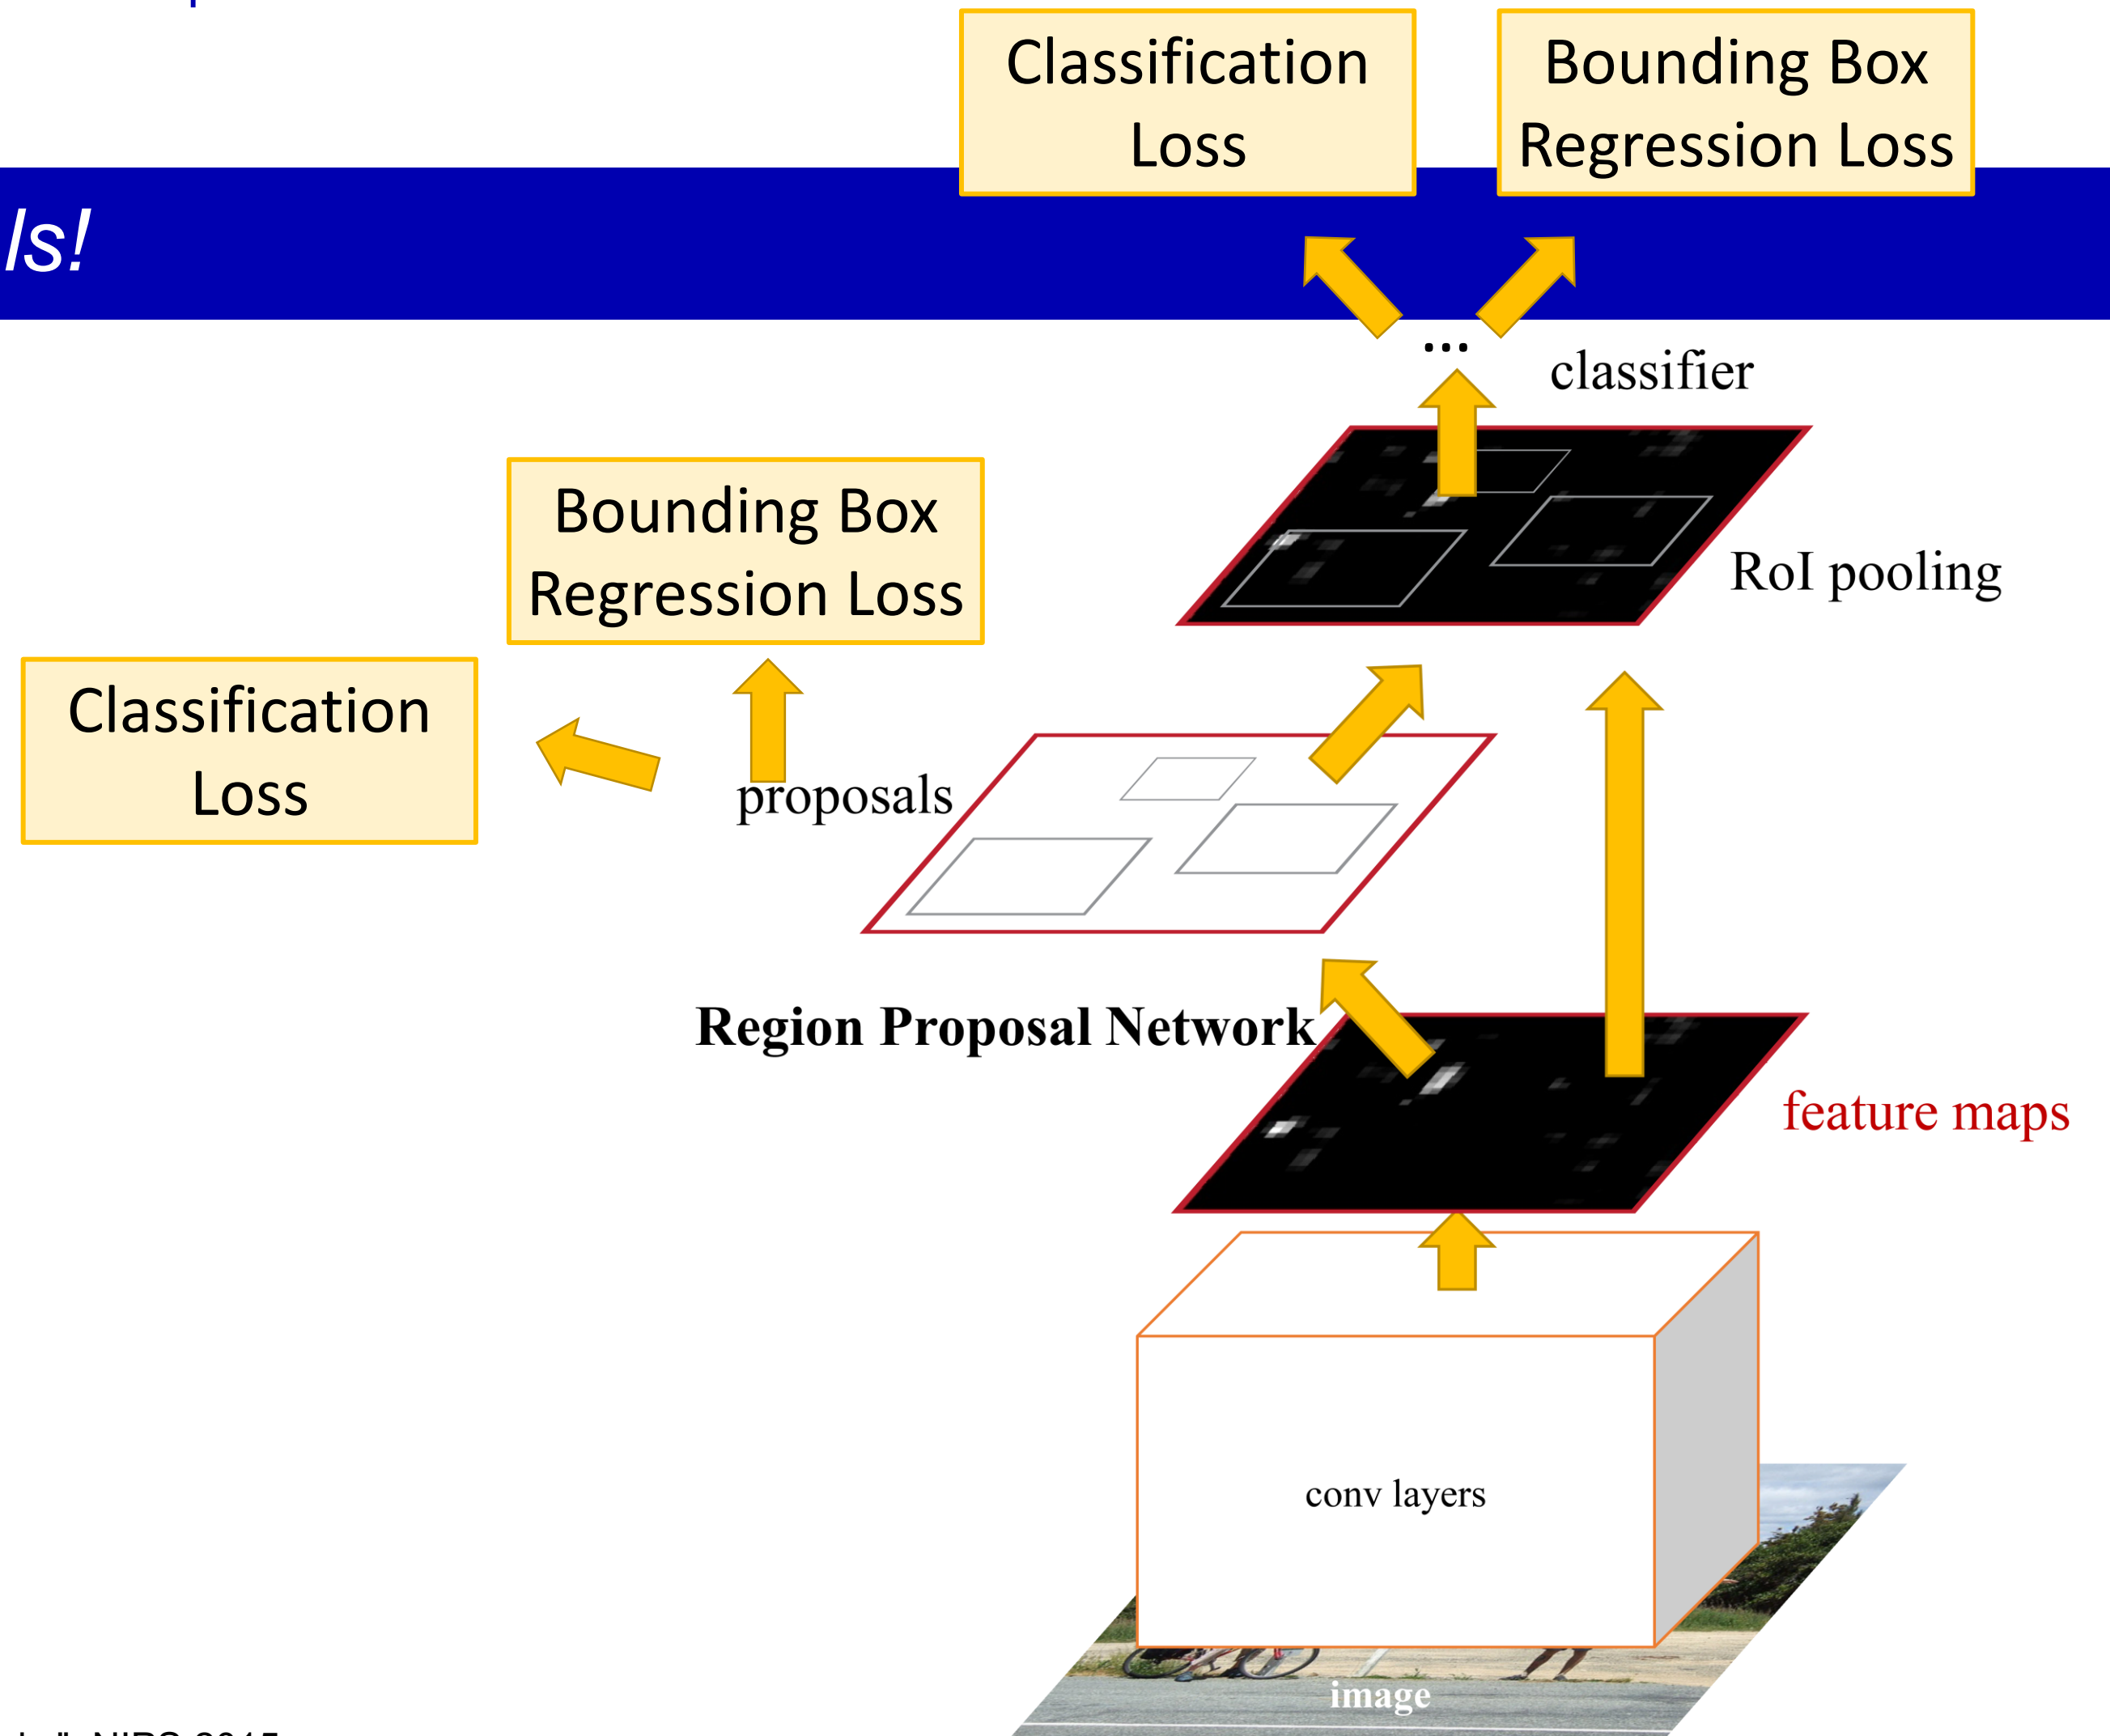 Classification
Loss
Bounding Box
Regression Loss
ls!
classifier
...
Bounding Box
Regression Loss
RoI pooling
Classification
Loss
proposals
Region Proposal Network
feature maps
conv layers
image